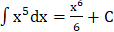 ∫ x⁵dx = x⁶/6 + C